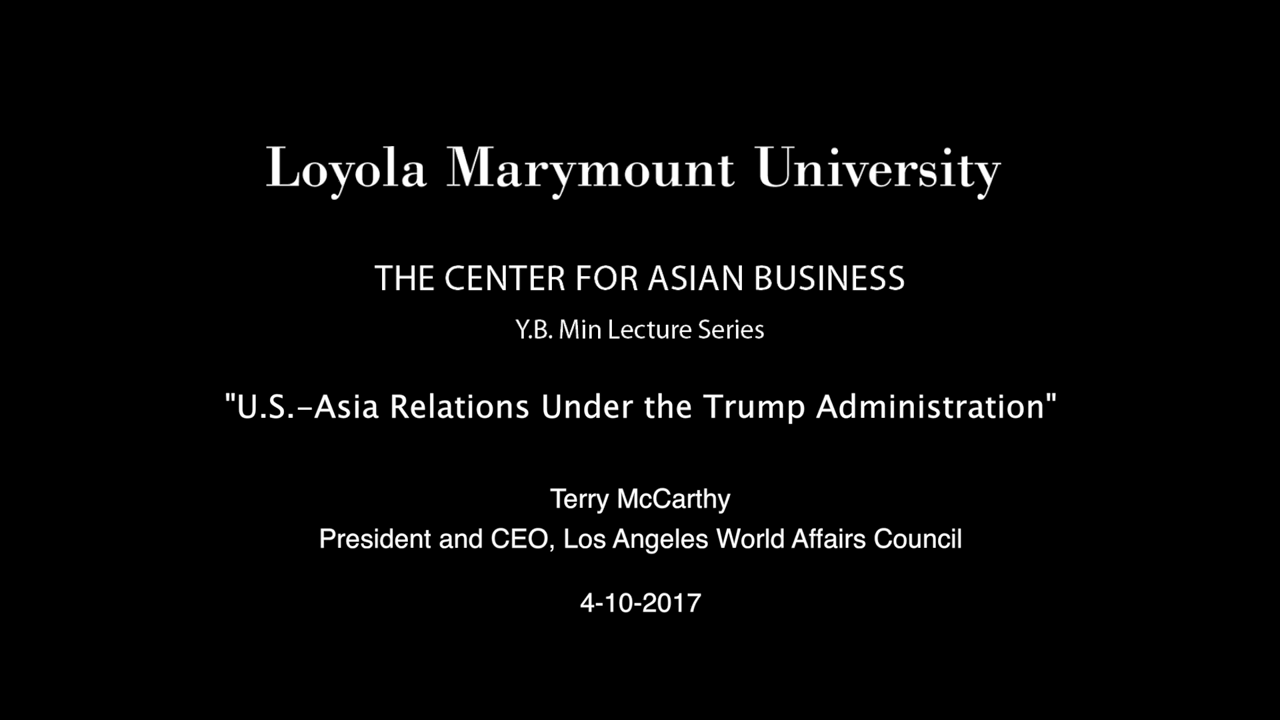 Loyola Marymount University
THE CENTER FOR ASIAN BUSINESS
Y.B. Min Lecture Series
"U.S.-Asia Relations Under the Trump Administration"
Terry McCarthy
President and CEO, Los Angeles World Affairs Council
4-10-2017